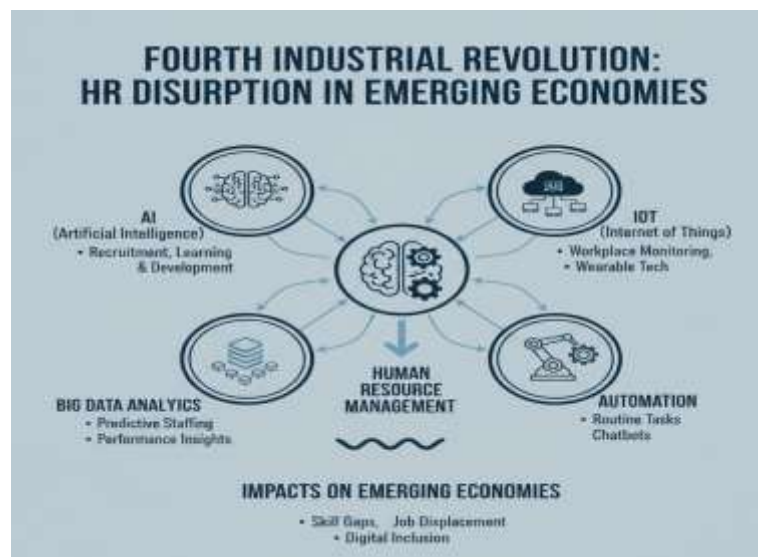 FOURTH INDUSTRIAL REVOLUTION:
HR DISURPTION IN EMERGING ECONOMIES
AI
(Artificial Intelligence)
• Recruitment, Learning
& Development
IOT
(Internet of Things)
• Workplace Monitoring,
• Wearable Tech
BIG DATA ANALYICS
• Predictive Staffing
• Performance Insights
HUMAN
RESOURCE
MANAGEMENT
AUTOMATION
• Routine Tasks
Chatbots
IMPACTS ON EMERGING ECONOMIES
• Skill Gaps, Job Displacement
• Digital Inclusion